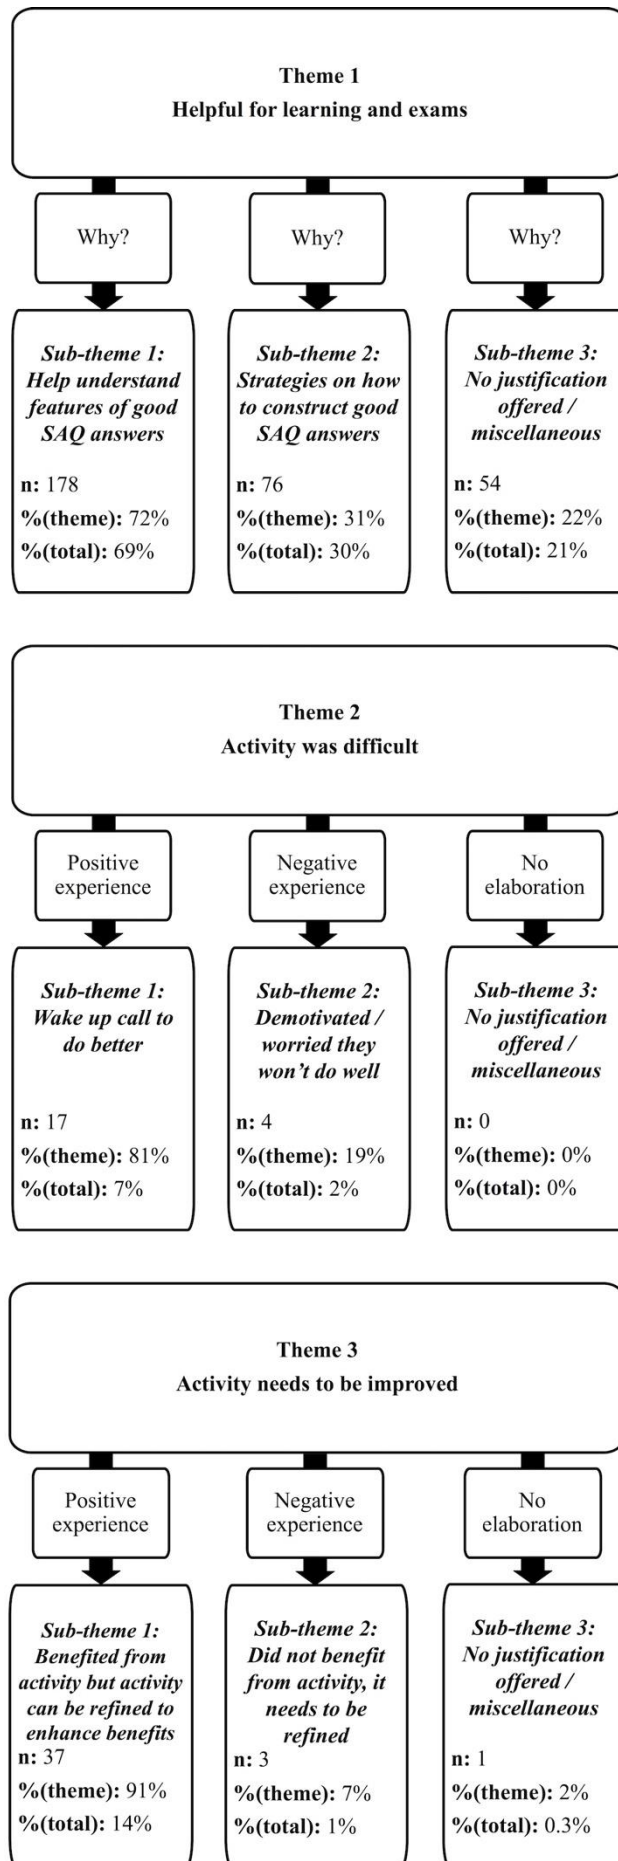 Theme 1
Helpful for learning and exams
Why?
Why?
Why?
Sub-theme 1:
Help understand
features of good
SAQ answers
n: 178
%(theme): 72%
%(total): 69%
Sub-theme 2:
Strategies on how
to construct good
SAQ answers
n: 76
%(theme): 31%
%(total): 30%
Sub-theme 3:
No justification
offered /
miscellaneous
n: 54
%(theme): 22%
%(total): 21%
Theme 2
Activity was difficult
Positive
experience
Negative
experience
No
elaboration
Sub-theme 1:
Wake up call to
do better
n: 17
%(theme): 81%
%(total): 7%
Sub-theme 2:
Demotivated /
worried they
won't do well
n: 4
%(theme): 19%
%(total): 2%
Sub-theme 3:
No justification
offered /
miscellaneous
n: 0
%(theme): 0%
%(total): 0%
Theme 3
Activity needs to be improved
Positive
experience
Negative
experience
No
elaboration
Sub-theme 1:
Benefited from
activity but activity
can be refined to
enhance benefits
n: 37
%(theme): 91%
%(total): 14%
Sub-theme 2:
Did not benefit
from activity, it
needs to be
refined
n: 3
%(theme): 7%
%(total): 1%
Sub-theme 3:
No justification
offered /
miscellaneous
n: 1
%(theme): 2%
%(total): 0.3%